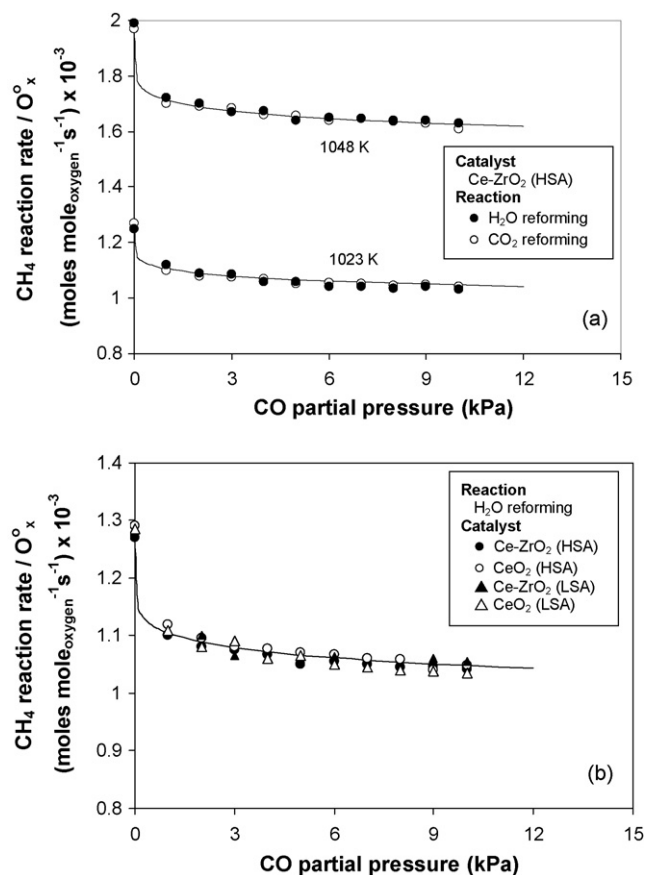 2
1.8
1.6
1.4
1.2
1
0.8
CH₄ reaction rate / Oº ₓ
(moles mole_oxygen⁻¹s⁻¹) x 10⁻³
1048 K
1023 K
Catalyst
Ce-ZrO₂ (HSA)
Reaction
H₂O reforming
CO₂ reforming
(a)
0 3 6 9 12 15
CO partial pressure (kPa)
1.4
1.3
1.2
1.1
1
0.9
0.8
CH₄ reaction rate / Oº ₓ
(moles mole_oxygen⁻¹s⁻¹) x 10⁻³
Reaction
H₂O reforming
Catalyst
Ce-ZrO₂ (HSA)
CeO₂ (HSA)
Ce-ZrO₂ (LSA)
CeO₂ (LSA)
(b)
0 3 6 9 12 15
CO partial pressure (kPa)